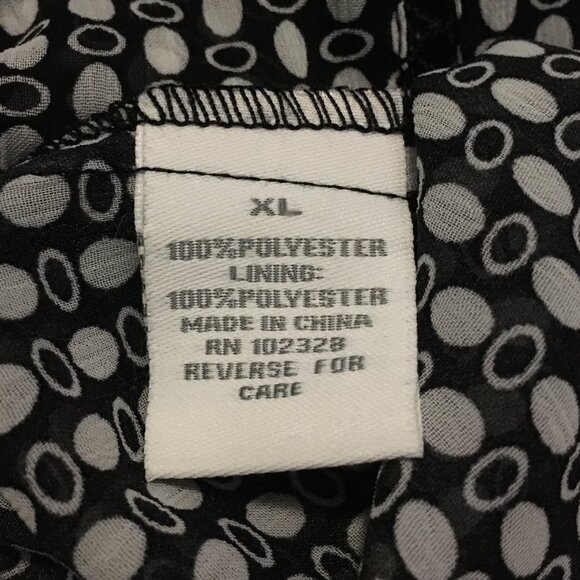 XL
100%POLYESTER
LINING:
100%POLYESTER
MADE IN CHINA
RN 102328
REVERSE FOR
CARE